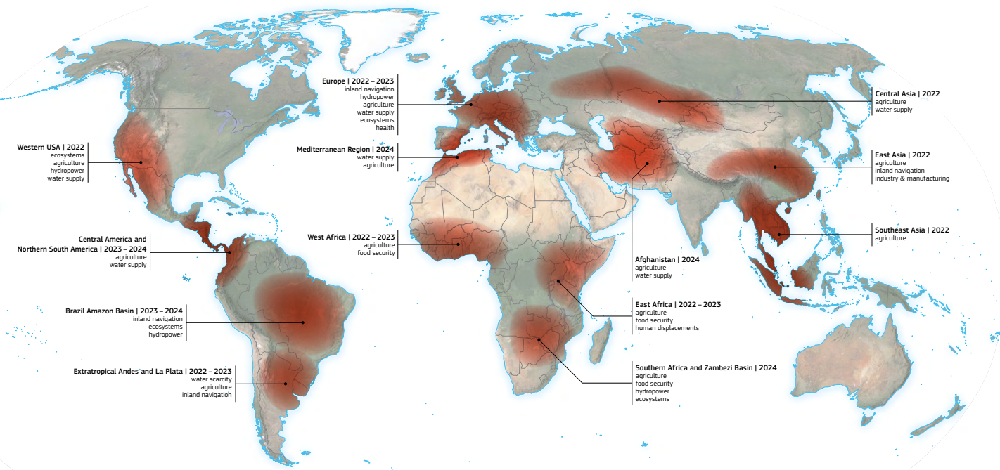 Europe | 2022 – 2023
inland navigation
hydropower
agriculture
water supply
ecosystems
health
Central Asia | 2022
agriculture
water supply
Western USA | 2022
ecosystems
agriculture
hydropower
water supply
Mediterranean Region | 2024
water supply
agriculture
East Asia | 2022
agriculture
inland navigation
industry & manufacturing
Central America and
Northern South America | 2023 – 2024
agriculture
water supply
West Africa | 2022 – 2023
agriculture
food security
Southeast Asia | 2022
agriculture
Afghanistan | 2024
agriculture
water supply
Brazil Amazon Basin | 2023 – 2024
inland navigation
ecosystems
hydropower
East Africa | 2022 – 2023
agriculture
food security
human displacements
Extratropical Andes and La Plata | 2022 – 2023
water scarcity
agriculture
inland navigation
Southern Africa and Zambezi Basin | 2024
agriculture
food security
hydropower
ecosystems